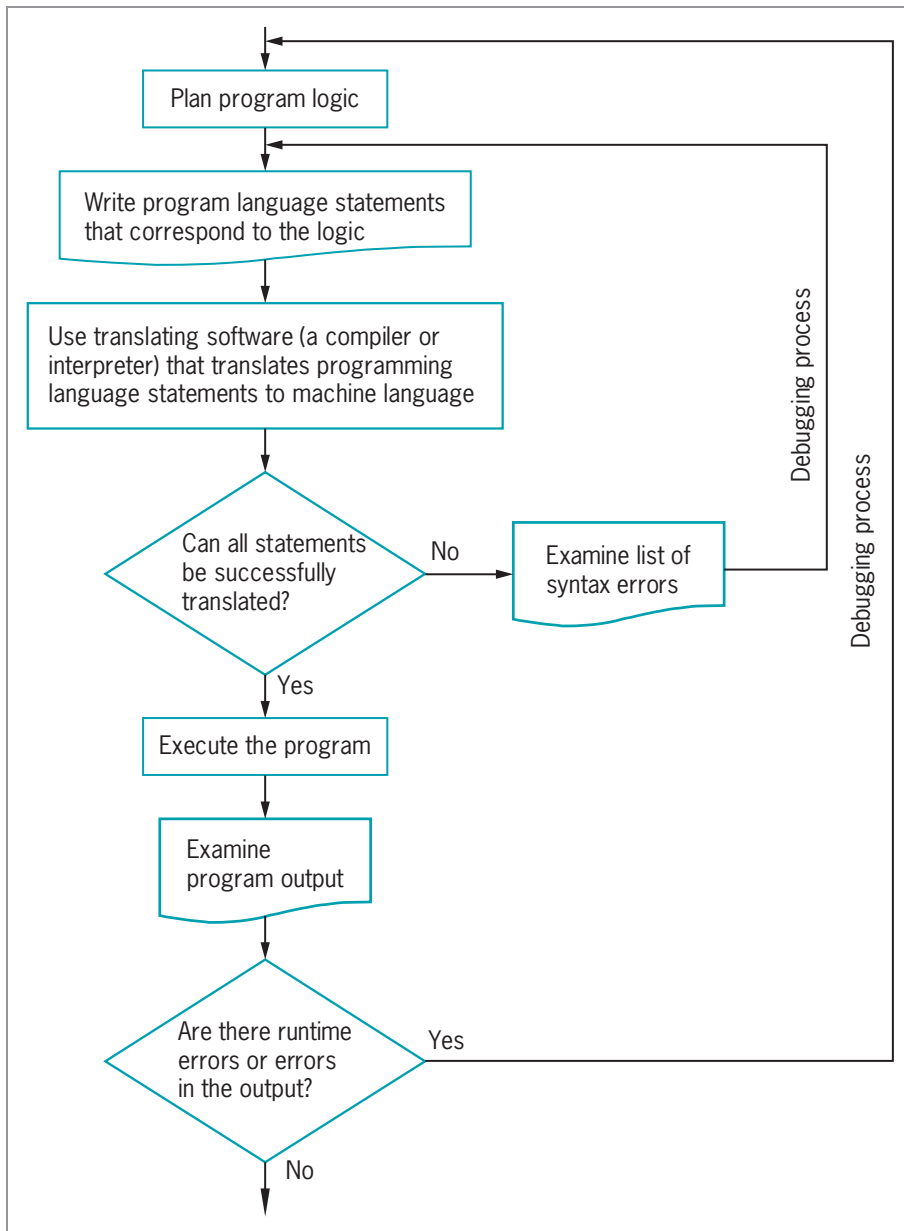 Plan program logic
Write program language statements
that correspond to the logic
Use translating software (a compiler or
interpreter) that translates programming
language statements to machine language
Debugging process
Debugging process
Can all statements
be successfully
translated?
No
Examine list of
syntax errors
Yes
Execute the program
Examine
program output
Are there runtime
errors or errors
in the output?
Yes
No